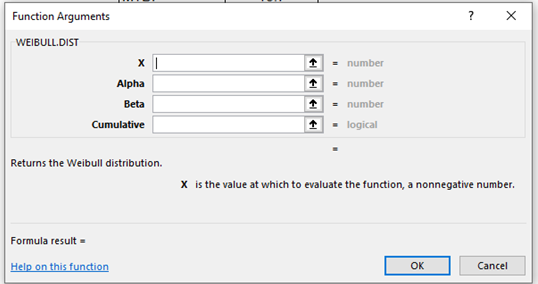 Function Arguments ? ×
WEIBULL.DIST
X = number
Alpha = number
Beta = number
Cumulative = logical
=
Returns the Weibull distribution.
X is the value at which to evaluate the function, a nonnegative number.
Formula result =
Help on this function OK Cancel